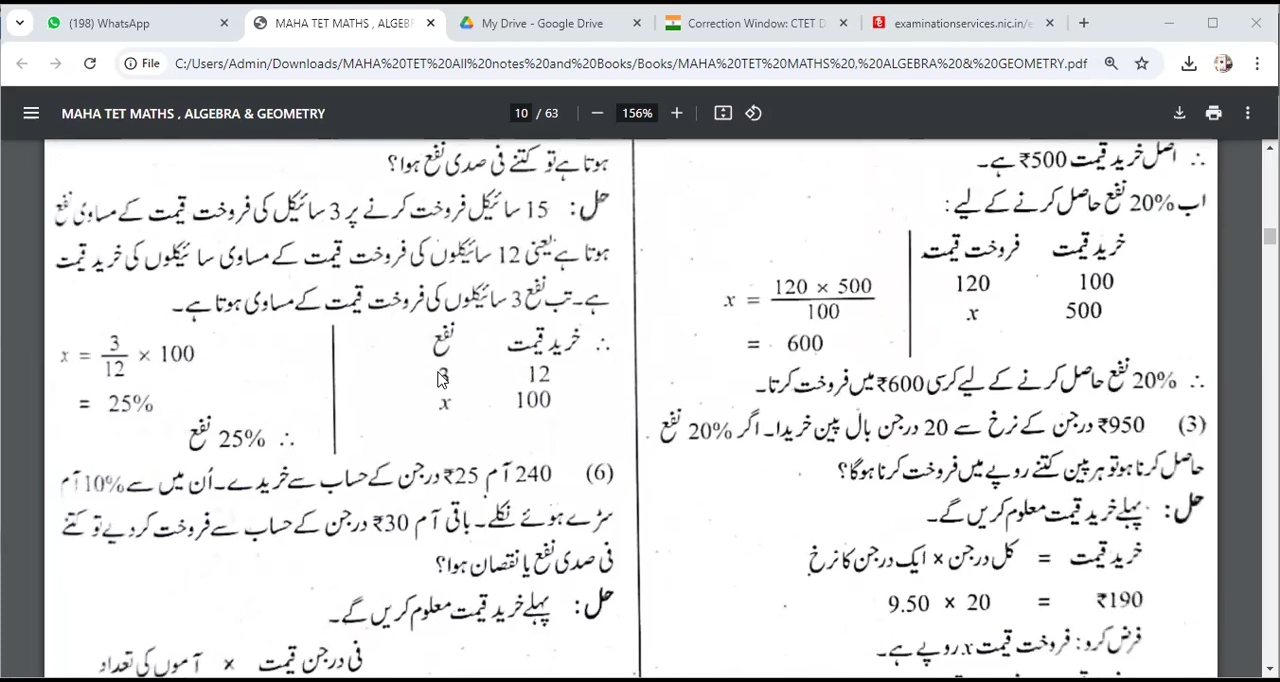 (198) WhatsApp
MAHA TET MATHS , ALGEBR
My Drive - Google Drive
Correction Window: CTET D
examinationservices.nic.in/e
File
C:/Users/Admin/Downloads/MAHA%20TET%20All%20notes%20and%20Books/Books/MAHA%20TET%20MATHS%20,%20ALGEBRA%20&%20GEOMETRY.pdf
MAHA TET MATHS , ALGEBRA & GEOMETRY
10 / 63
156%
∴ اصل خرید قیمت ₹500 ہے۔
اب 20% نفع حاصل کرنے کے لیے :
خرید قیمت فروخت قیمت
100 120
500 x
x = 120 × 500 / 100
= 600
∴ 20% نفع حاصل کرنے کے لیے کرسی ₹600 میں فروخت کرتا۔
(3) ₹950 درجن کے نرخ سے 20 درجن بال پین خریدا۔ اگر 20% نفع
حاصل کرنا ہو تو ہر پین کتنے روپے میں فروخت کرنا ہوگا؟
حل : پہلے خرید قیمت معلوم کریں گے۔
خرید قیمت = کل درجن × ایک درجن کا نرخ
₹190 = 9.50 × 20
فرض کرو : فروخت قیمت x روپے ہے۔
ہوتا ہے تو کتنے فی صدی نفع ہوا؟
حل : 15 سائیکل فروخت کرنے پر 3 سائیکل کی فروخت قیمت کے مساوی نفع
ہوتا ہے یعنی 12 سائیکلوں کی فروخت قیمت کے مساوی سائیکلوں کی خرید قیمت
ہے۔ تب نفع 3 سائیکلوں کی فروخت قیمت کے مساوی ہوتا ہے۔
∴ خرید قیمت نفع
12 3
100 x
x = 3 / 12 × 100
= 25%
∴ 25% نفع
(6) 240 آم ₹25 درجن کے حساب سے خریدے۔ اُن میں سے 10% آم
سڑے ہوئے نکلے۔ باقی آم ₹30 درجن کے حساب سے فروخت کر دیے تو کتنے
فی صدی نفع یا نقصان ہوا؟
حل : پہلے خرید قیمت معلوم کریں گے۔
فی درجن قیمت × آموں کی تعداد